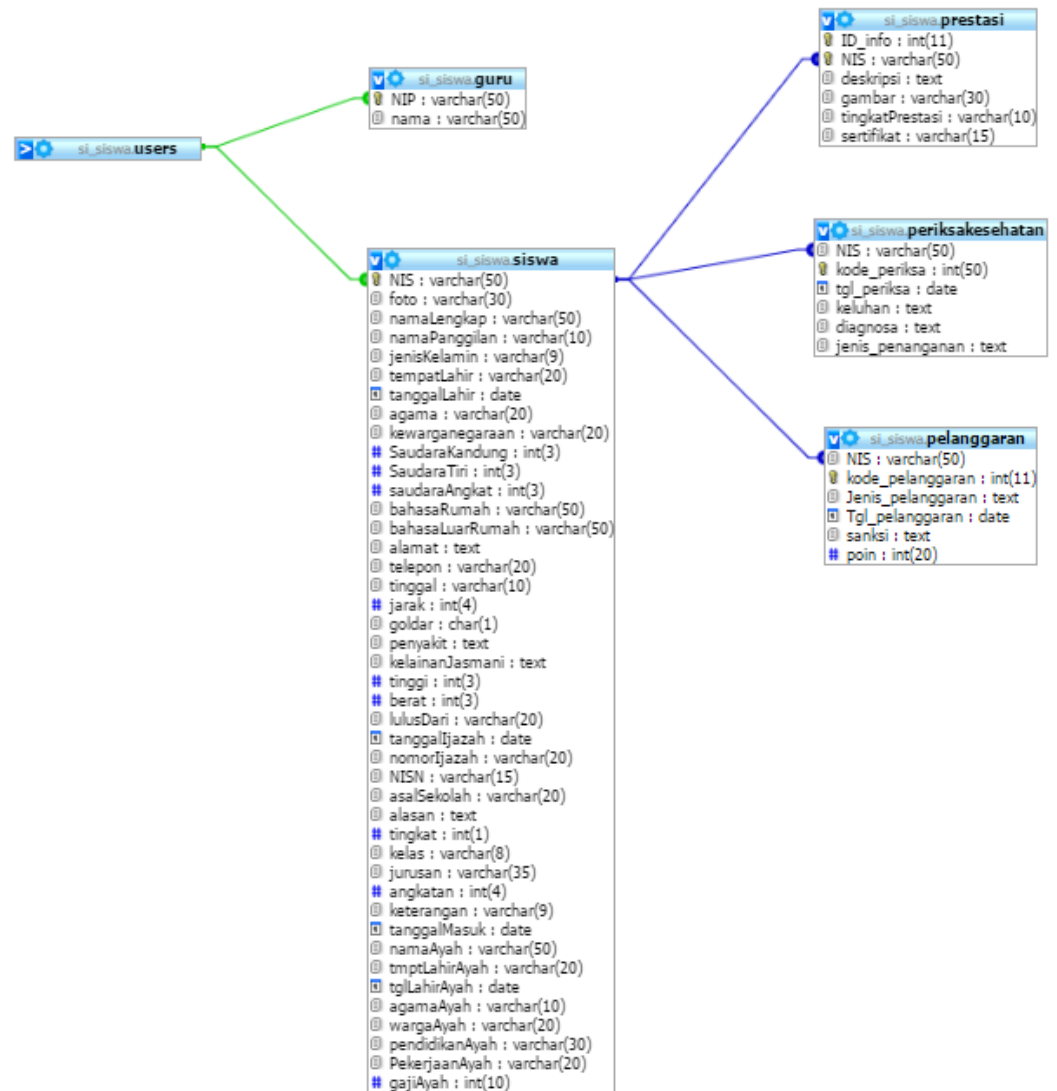 si_siswa.users
si_siswa.guru
NIP : varchar(50)
nama : varchar(50)
si_siswa.siswa
NIS : varchar(50)
foto : varchar(30)
namaLengkap : varchar(50)
namaPanggilan : varchar(10)
jenisKelamin : varchar(9)
tempatLahir : varchar(20)
tanggalLahir : date
agama : varchar(20)
kewarganegaraan : varchar(20)
SaudaraKandung : int(3)
SaudaraTiri : int(3)
saudaraAngkat : int(3)
bahasaRumah : varchar(50)
bahasaLuarRumah : varchar(50)
alamat : text
telepon : varchar(20)
tinggal : varchar(10)
jarak : int(4)
goldar : char(1)
penyakit : text
kelainanJasmani : text
tinggi : int(3)
berat : int(3)
lulusDari : varchar(20)
tanggalIjazah : date
nomorIjazah : varchar(20)
NISN : varchar(15)
asalSekolah : varchar(20)
alasan : text
tingkat : int(1)
kelas : varchar(8)
jurusan : varchar(35)
angkatan : int(4)
keterangan : varchar(9)
tanggalMasuk : date
namaAyah : varchar(50)
tmptLahirAyah : varchar(20)
tglLahirAyah : date
agamaAyah : varchar(10)
wargaAyah : varchar(20)
pendidikanAyah : varchar(30)
PekerjaanAyah : varchar(20)
gajiAyah : int(10)
si_siswa.prestasi
ID_info : int(11)
NIS : varchar(50)
deskripsi : text
gambar : varchar(30)
tingkatPrestasi : varchar(10)
sertifikat : varchar(15)
si_siswa.periksakesehatan
NIS : varchar(50)
kode_periksa : int(50)
tgl_periksa : date
keluhan : text
diagnosa : text
jenis_penanganan : text
si_siswa.pelanggaran
NIS : varchar(50)
kode_pelanggaran : int(11)
Jenis_pelanggaran : text
Tgl_pelanggaran : date
sanksi : text
poin : int(20)